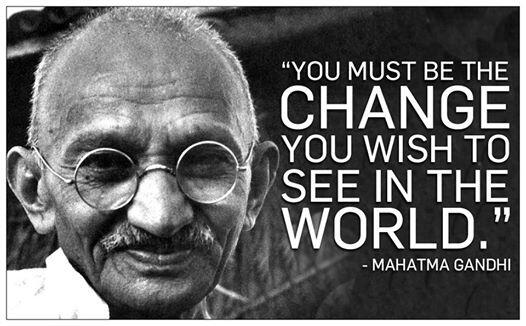 “YOU MUST BE THE
CHANGE
YOU WISH TO
SEE IN THE
WORLD.”
- MAHATMA GANDHI